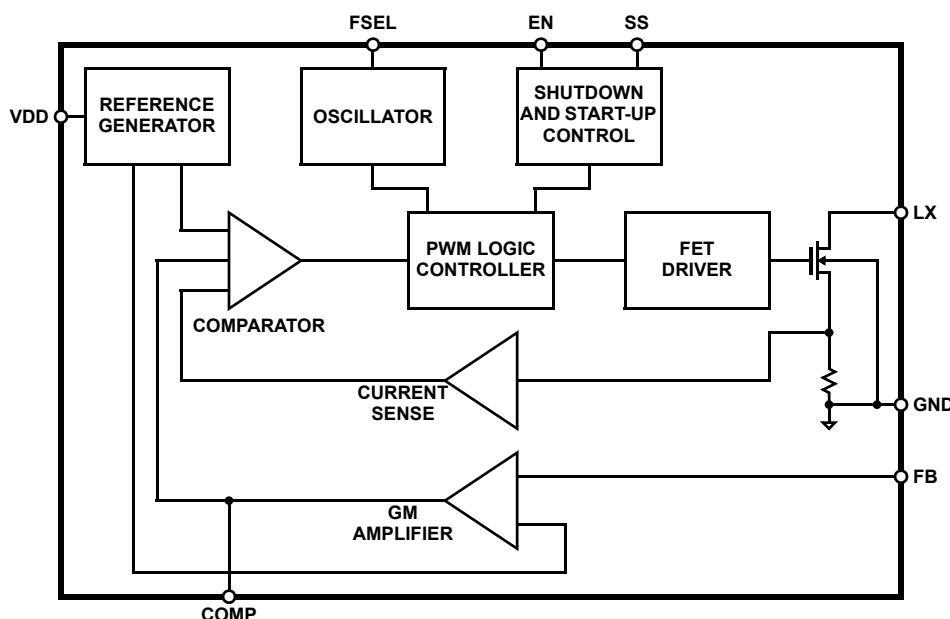 FSEL
EN
SS
VDD
REFERENCE
GENERATOR
OSCILLATOR
SHUTDOWN
AND START-UP
CONTROL
LX
PWM LOGIC
CONTROLLER
FET
DRIVER
COMPARATOR
CURRENT
SENSE
GND
FB
GM
AMPLIFIER
COMP